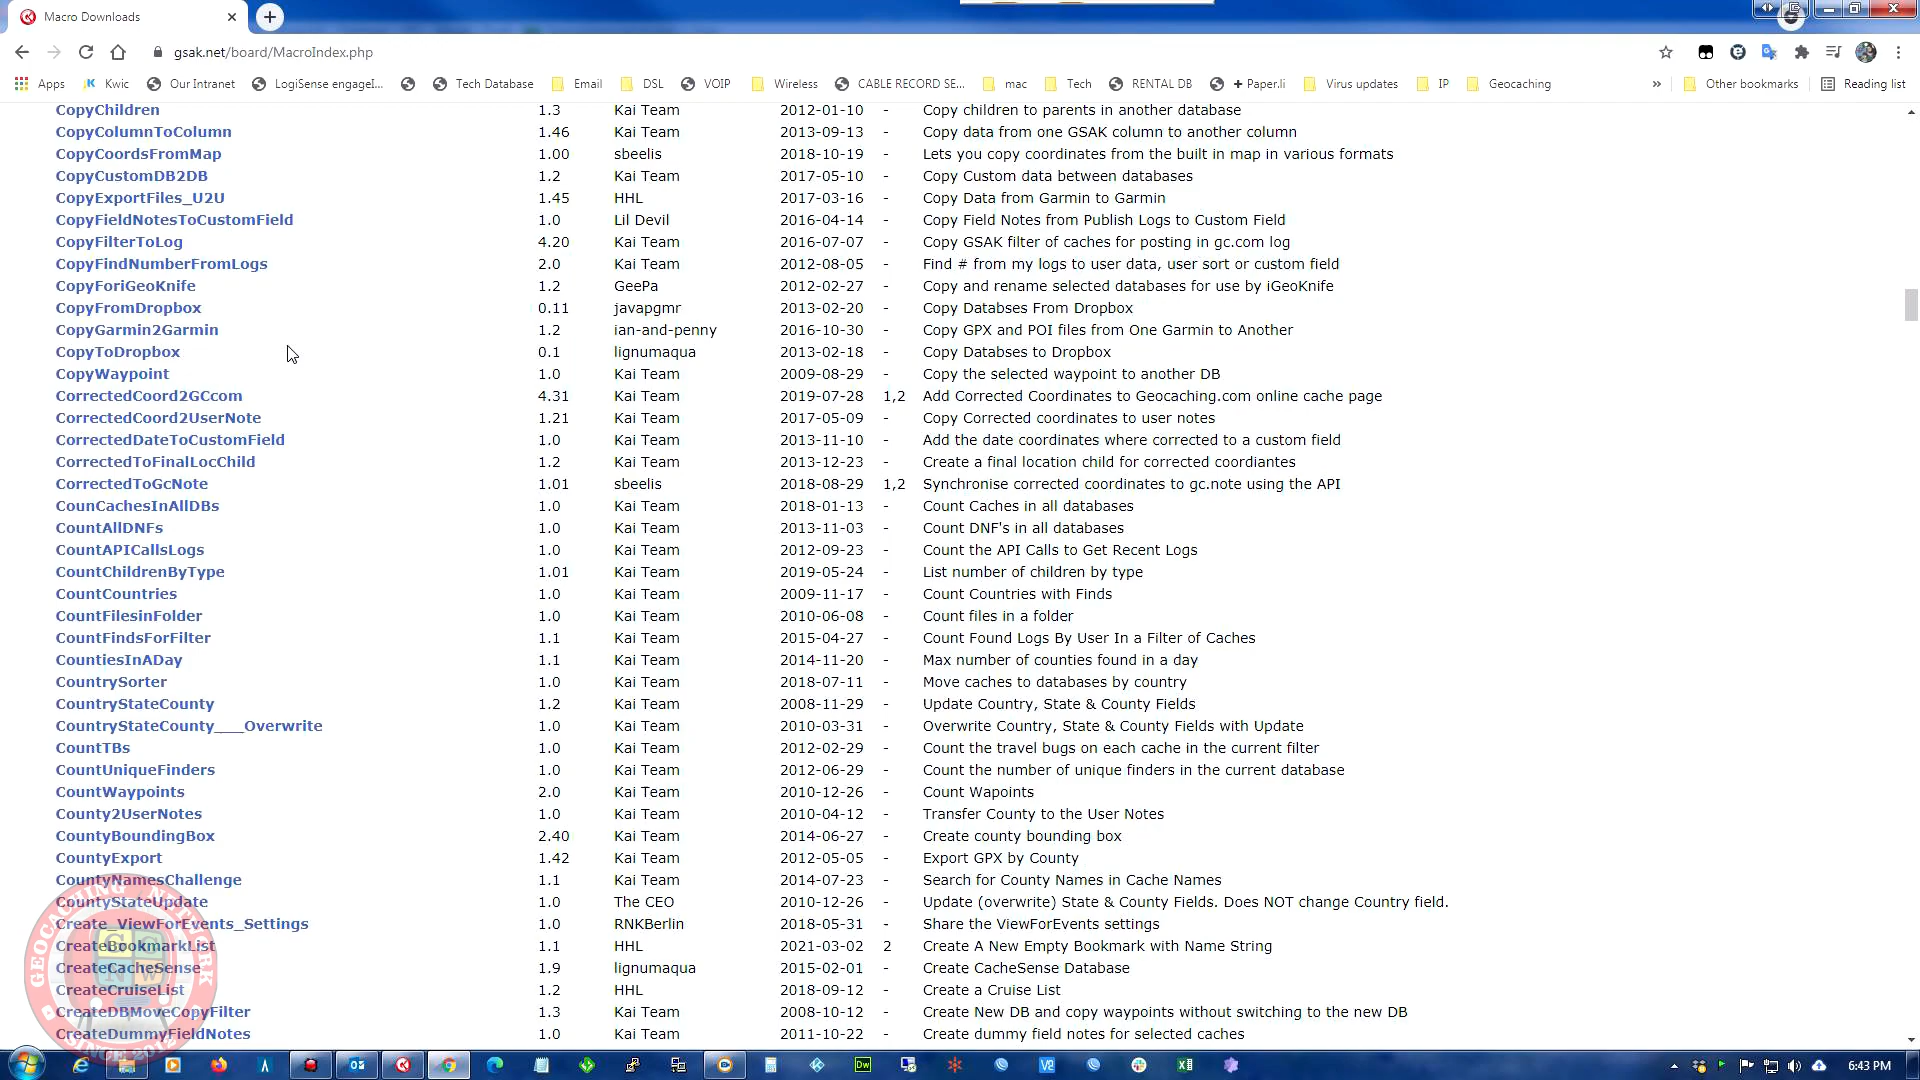 Macro Downloads
gsak.net/board/MacroIndex.php
Apps Kwic Our Intranet LogiSense engageI... Tech Database Email DSL VOIP Wireless CABLE RECORD SE... mac Tech RENTAL DB + Paper.li Virus updates IP Geocaching » Other bookmarks Reading list
CopyChildren 1.3 Kai Team 2012-01-10 - Copy children to parents in another database
CopyColumnToColumn 1.46 Kai Team 2013-09-13 - Copy data from one GSAK column to another column
CopyCoordsFromMap 1.00 sbeelis 2018-10-19 - Lets you copy coordinates from the built in map in various formats
CopyCustomDB2DB 1.2 Kai Team 2017-05-10 - Copy Custom data between databases
CopyExportFiles_U2U 1.45 HHL 2017-03-16 - Copy Data from Garmin to Garmin
CopyFieldNotesToCustomField 1.0 Lil Devil 2016-04-14 - Copy Field Notes from Publish Logs to Custom Field
CopyFilterToLog 4.20 Kai Team 2016-07-07 - Copy GSAK filter of caches for posting in gc.com log
CopyFindNumberFromLogs 2.0 Kai Team 2012-08-05 - Find # from my logs to user data, user sort or custom field
CopyForiGeoKnife 1.2 GeePa 2012-02-27 - Copy and rename selected databases for use by iGeoKnife
CopyFromDropbox 0.11 javapgmr 2013-02-20 - Copy Databses From Dropbox
CopyGarmin2Garmin 1.2 ian-and-penny 2016-10-30 - Copy GPX and POI files from One Garmin to Another
CopyToDropbox 0.1 lignumaqua 2013-02-18 - Copy Databses to Dropbox
CopyWaypoint 1.0 Kai Team 2009-08-29 - Copy the selected waypoint to another DB
CorrectedCoord2GCcom 4.31 Kai Team 2019-07-28 1,2 Add Corrected Coordinates to Geocaching.com online cache page
CorrectedCoord2UserNote 1.21 Kai Team 2017-05-09 - Copy Corrected coordinates to user notes
CorrectedDateToCustomField 1.0 Kai Team 2013-11-10 - Add the date coordinates where corrected to a custom field
CorrectedToFinalLocChild 1.2 Kai Team 2013-12-23 - Create a final location child for corrected coordiantes
CorrectedToGcNote 1.01 sbeelis 2018-08-29 1,2 Synchronise corrected coordinates to gc.note using the API
CounCachesInAllDBs 1.0 Kai Team 2018-01-13 - Count Caches in all databases
CountAllDNFs 1.0 Kai Team 2013-11-03 - Count DNF's in all databases
CountAPICallsLogs 1.0 Kai Team 2012-09-23 - Count the API Calls to Get Recent Logs
CountChildrenByType 1.01 Kai Team 2019-05-24 - List number of children by type
CountCountries 1.0 Kai Team 2009-11-17 - Count Countries with Finds
CountFilesinFolder 1.0 Kai Team 2010-06-08 - Count files in a folder
CountFindsForFilter 1.1 Kai Team 2015-04-27 - Count Found Logs By User In a Filter of Caches
CountiesInADay 1.1 Kai Team 2014-11-20 - Max number of counties found in a day
CountrySorter 1.0 Kai Team 2018-07-11 - Move caches to databases by country
CountryStateCounty 1.2 Kai Team 2008-11-29 - Update Country, State & County Fields
CountryStateCounty___Overwrite 1.0 Kai Team 2010-03-31 - Overwrite Country, State & County Fields with Update
CountTBs 1.0 Kai Team 2012-02-29 - Count the travel bugs on each cache in the current filter
CountUniqueFinders 1.0 Kai Team 2012-06-29 - Count the number of unique finders in the current database
CountWaypoints 2.0 Kai Team 2010-12-26 - Count Wapoints
County2UserNotes 1.0 Kai Team 2010-04-12 - Transfer County to the User Notes
CountyBoundingBox 2.40 Kai Team 2014-06-27 - Create county bounding box
CountyExport 1.42 Kai Team 2012-05-05 - Export GPX by County
CountyNamesChallenge 1.1 Kai Team 2014-07-23 - Search for County Names in Cache Names
CountyStateUpdate 1.0 The CEO 2010-12-26 - Update (overwrite) State & County Fields. Does NOT change Country field.
Create_ViewForEvents_Settings 1.0 RNKBerlin 2018-05-31 - Share the ViewForEvents settings
CreateBookmarkList 1.1 HHL 2021-03-02 2 Create A New Empty Bookmark with Name String
CreateCacheSense 1.9 lignumaqua 2015-02-01 - Create CacheSense Database
CreateCruiseList 1.2 HHL 2018-09-12 - Create a Cruise List
CreateDBMoveCopyFilter 1.3 Kai Team 2008-10-12 - Create New DB and copy waypoints without switching to the new DB
CreateDummyFieldNotes 1.0 Kai Team 2011-10-22 - Create dummy field notes for selected caches
GEOCACHING NETWORK
G C
N W
SINCE 2012
6:43 PM